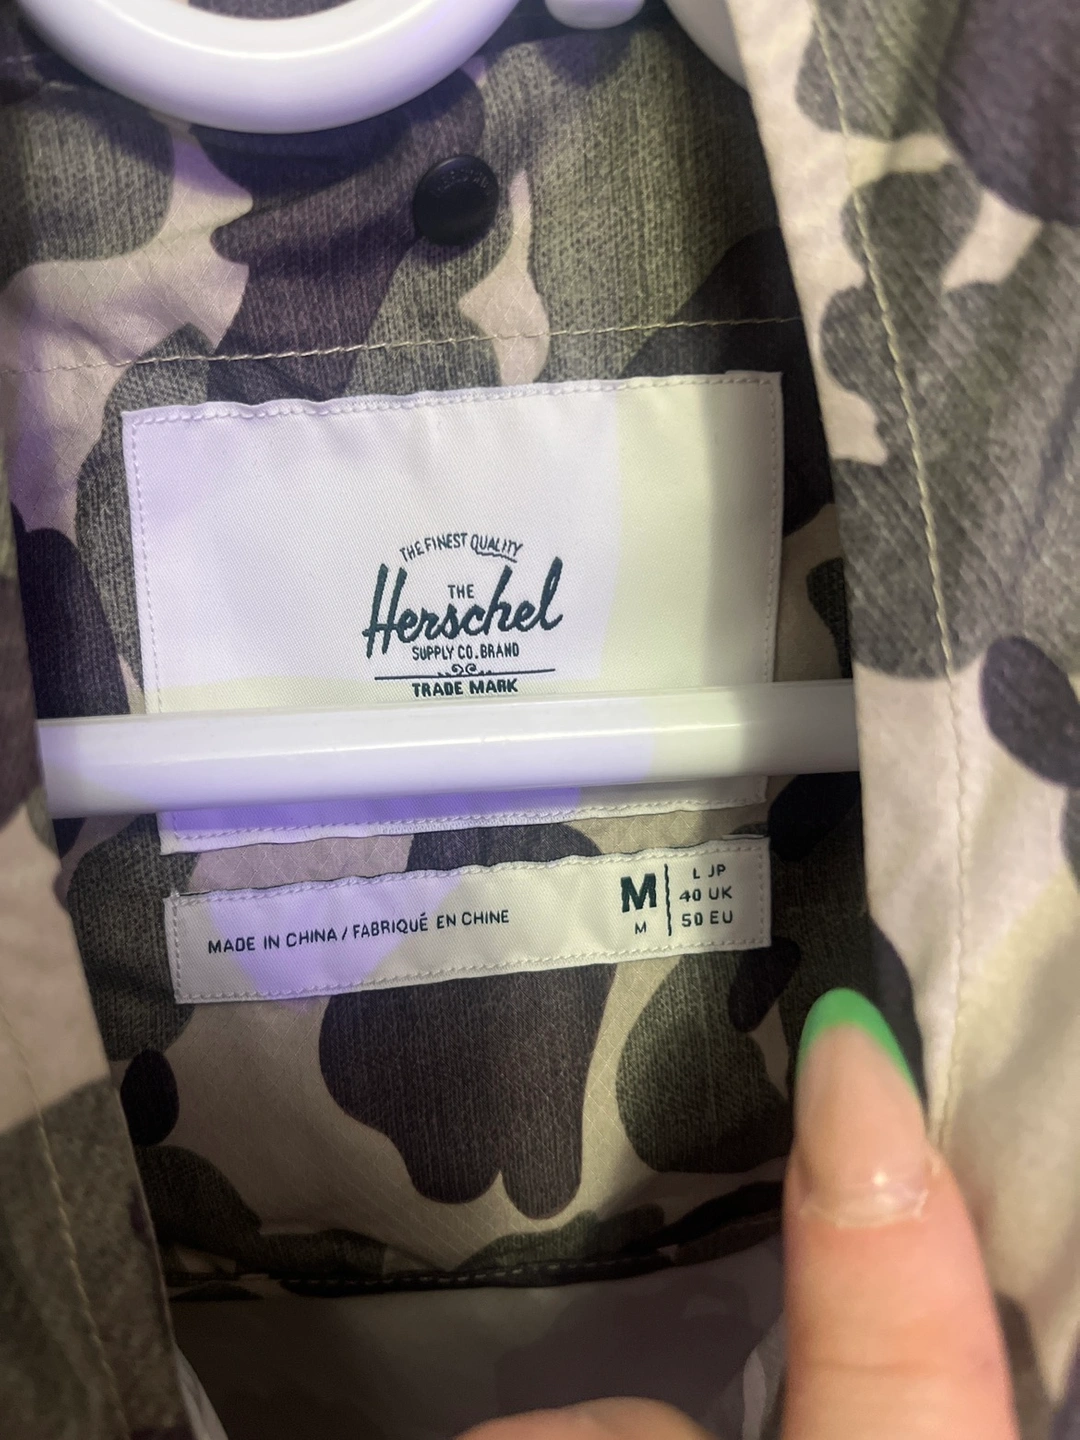 THE FINEST QUALITY
THE
Herschel
SUPPLY CO. BRAND
TRADE MARK
MADE IN CHINA / FABRIQUÉ EN CHINE
M
M
L JP
40 UK
50 EU